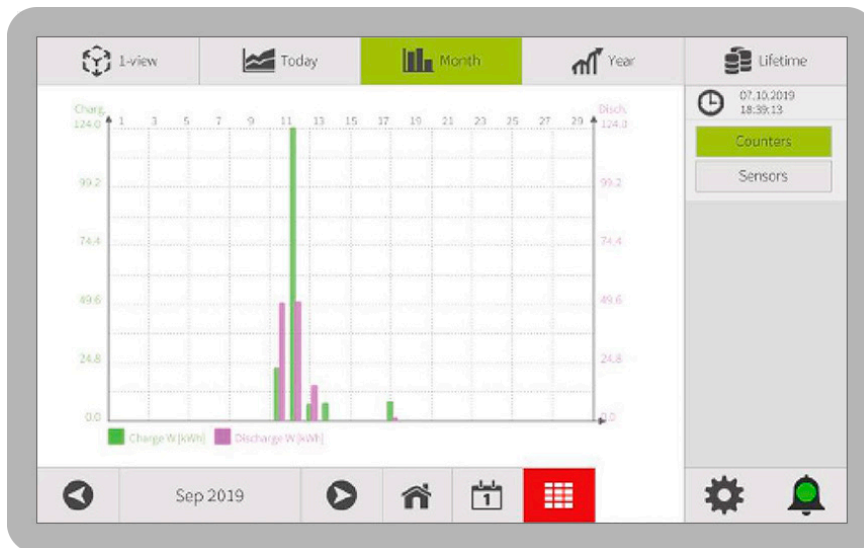 1-view
Today
Month
Year
Lifetime
07.10.2019
18:39:13
Counters
Sensors
Charg.
Disch.
124.0
1 3 5 7 9 11 13 15 17 19 21 23 25 27 29
124.0
99.2
99.2
74.4
74.4
49.6
49.6
24.8
24.8
0.0
0.0
Charge W [kWh]
Discharge W [kWh]
Sep 2019
1